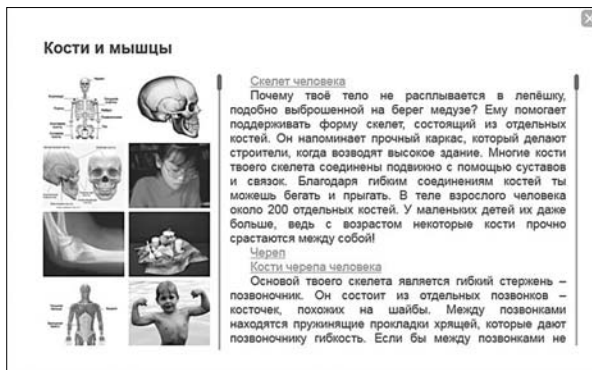 Кости и мышцы
Скелет человека
Почему твоё тело не расплывается в лепёшку,
подобно выброшенной на берег медузе? Ему помогает
поддерживать форму скелет, состоящий из отдельных
костей. Он напоминает прочный каркас, который делают
строители, когда возводят высокое здание. Многие кости
твоего скелета соединены подвижно с помощью суставов
и связок. Благодаря гибким соединениям костей ты
можешь бегать и прыгать. В теле взрослого человека
около 200 отдельных костей. У маленьких детей их даже
больше, ведь с возрастом некоторые кости прочно
срастаются между собой!
Череп
Кости черепа человека
Основой твоего скелета является гибкий стержень –
позвоночник. Он состоит из отдельных позвонков –
косточек, похожих на шайбы. Между позвонками
находятся пружинящие прокладки хрящей, которые дают
позвоночнику гибкость. Если бы между позвонками не